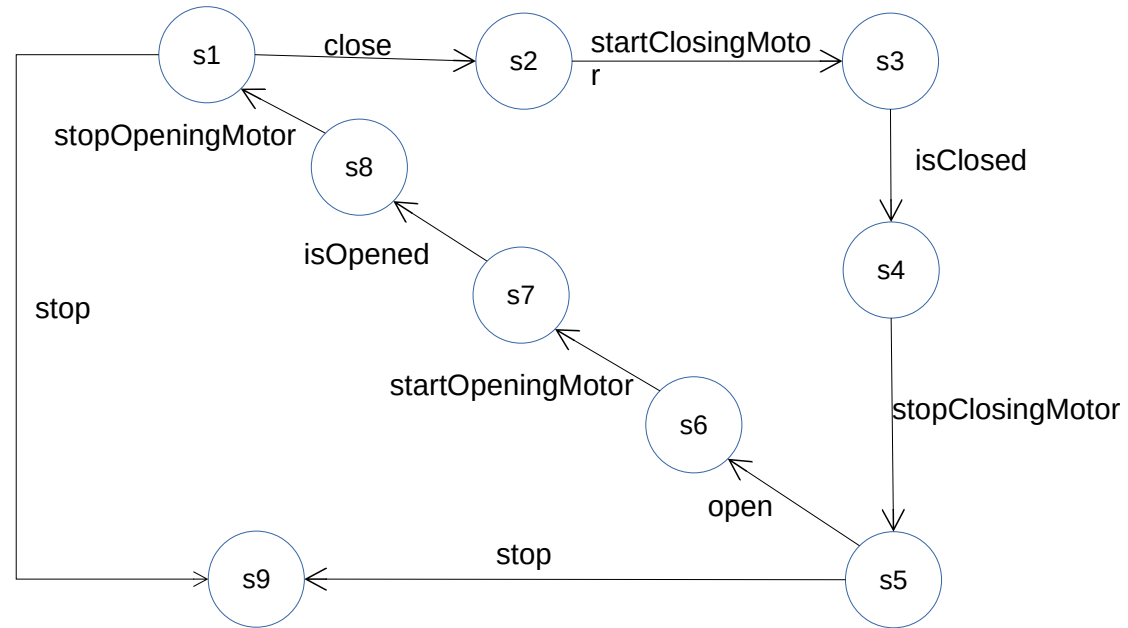 s1
close
s2
startClosingMoto
r
s3
stopOpeningMotor
s8
isClosed
isOpened
s4
s7
stop
startOpeningMotor
s6
stopClosingMotor
open
stop
s9
s5